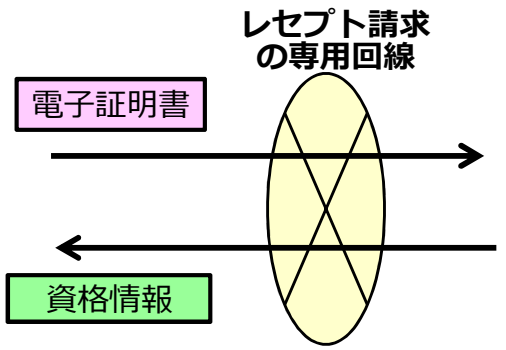 レセプト請求
の専用回線
電子証明書
資格情報